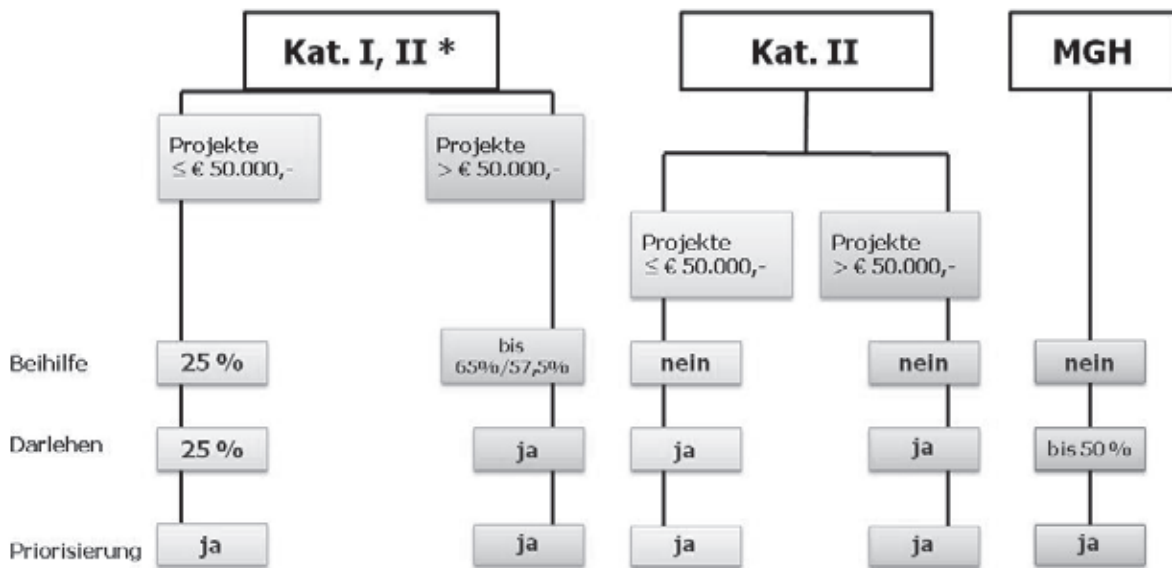 Kat. I, II *
Kat. II
MGH
Projekte
≤ € 50.000,-
Projekte
> € 50.000,-
Projekte
≤ € 50.000,-
Projekte
> € 50.000,-
Beihilfe
25 %
bis
65%/57,5%
nein
nein
nein
Darlehen
25 %
ja
ja
ja
bis 50 %
Priorisierung
ja
ja
ja
ja
ja